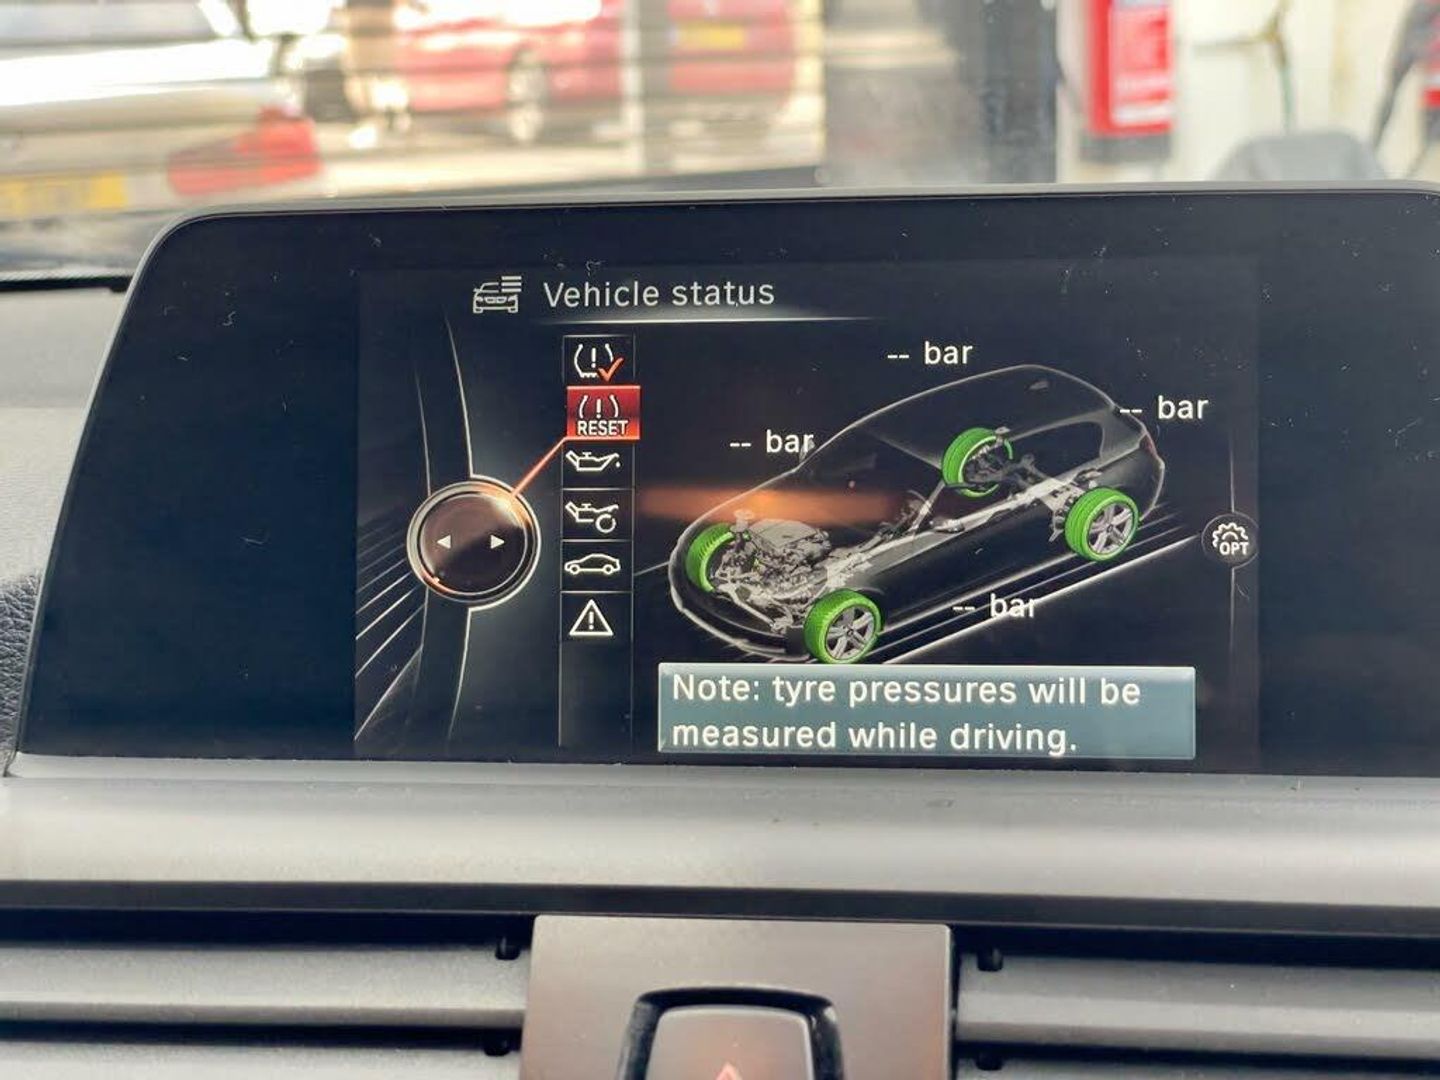 Vehicle status
-- bar
-- bar
-- bar
RESET
OPT
-- bar
Note: tyre pressures will be
measured while driving.